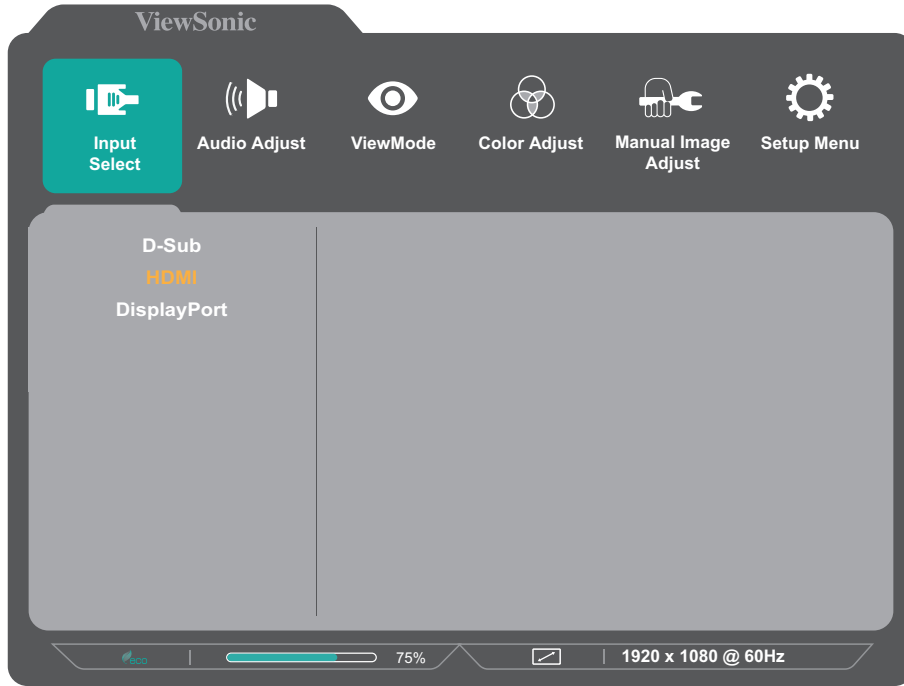 ViewSonic
Input
Select
Audio Adjust
ViewMode
Color Adjust
Manual Image
Adjust
Setup Menu
D-Sub
HDMI
DisplayPort
eco
75%
1920 x 1080 @ 60Hz